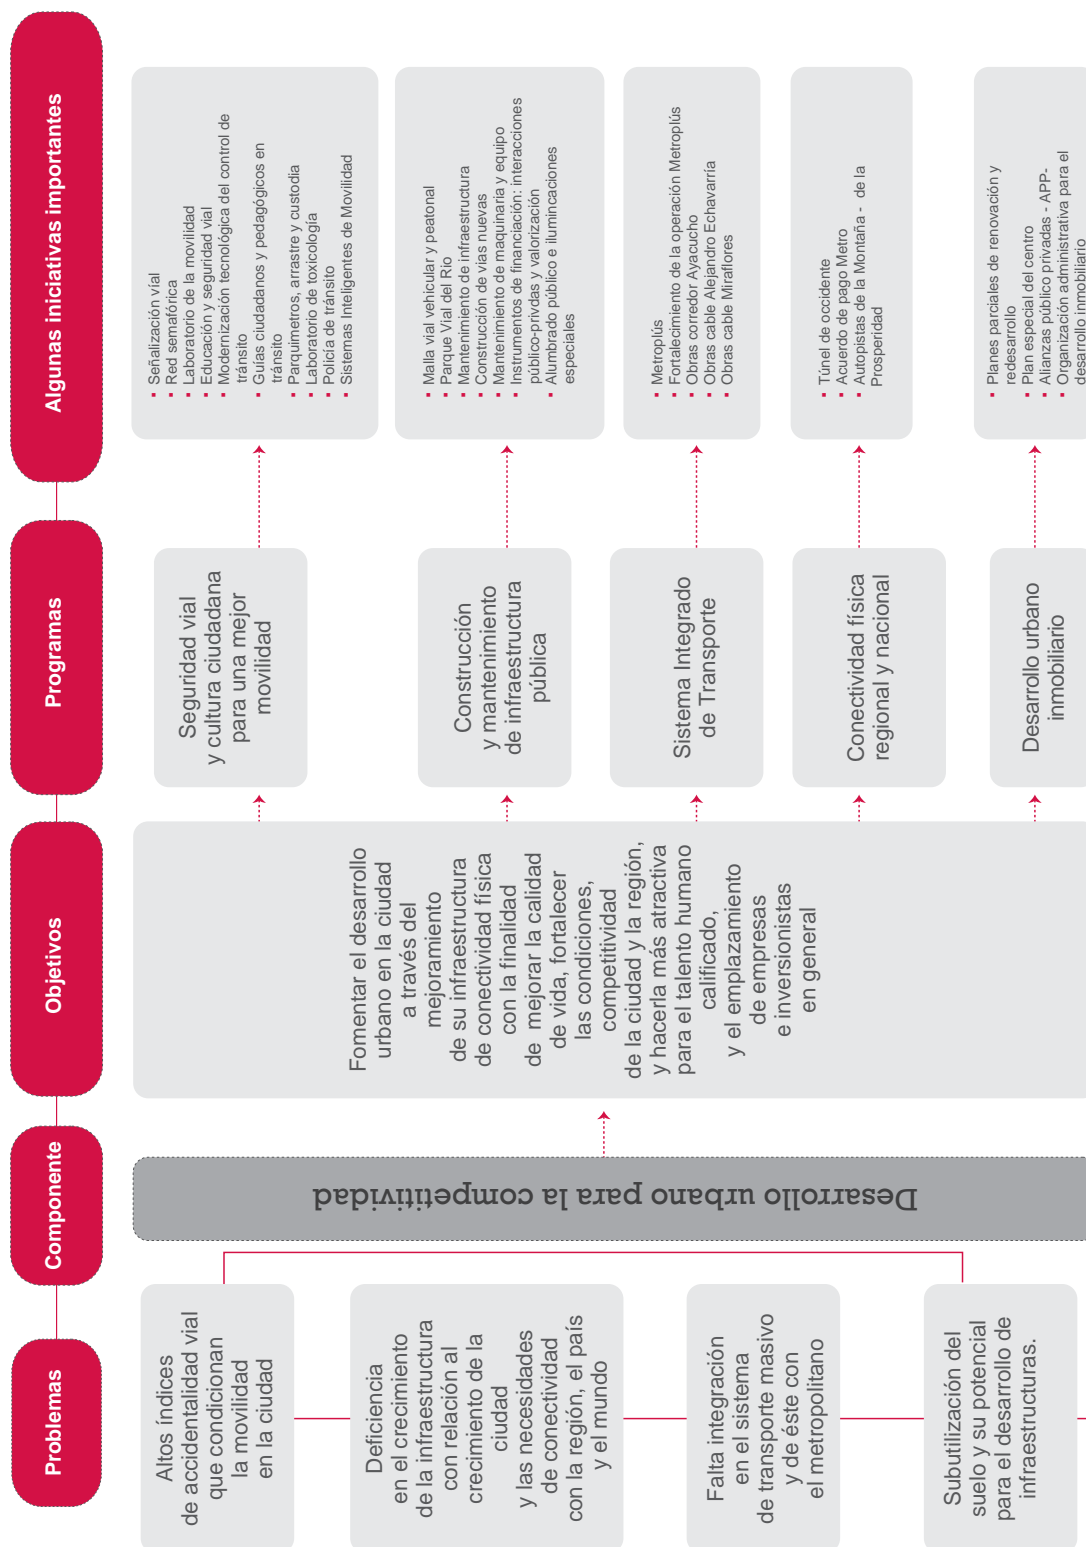 Problemas
Componente
Objetivos
Programas
Algunas iniciativas importantes
Altos índices
de accidentalidad vial
que condicionan
la movilidad
en la ciudad
Deficiencia
en el crecimiento
de la infraestructura
con relación al
crecimiento de la
ciudad
y las necesidades
de conectividad
con la región, el país
y el mundo
Falta integración
en el sistema
de transporte masivo
y de éste con
el metropolitano
Subutilización del
suelo y su potencial
para el desarrollo de
infraestructuras.
Desarrollo urbano para la competitividad
Fomentar el desarrollo
urbano en la ciudad
a través del
mejoramiento
de su infraestructura
de conectividad física
con la finalidad
de mejorar la calidad
de vida, fortalecer
las condiciones,
competitividad
de la ciudad y la región,
y hacerla más atractiva
para el talento humano
calificado,
y el emplazamiento
de empresas
e inversionistas
en general
Seguridad vial
y cultura ciudadana
para una mejor
movilidad
Construcción
y mantenimiento
de infraestructura
pública
Sistema Integrado
de Transporte
Conectividad física
regional y nacional
Desarrollo urbano
inmobiliario
▪ Señalización víal
▪ Red semafórica
▪ Laboratorio de la movilidad
▪ Educación y seguridad vial
▪ Modernización tecnológica del control de
tránsito
▪ Guías ciudadanos y pedagógicos en
tránsito
▪ Parquimetros, arrastre y custodia
▪ Laboratorio de toxicología
▪ Policía de tránsito
▪ Sistemas Inteligentes de Movilidad
▪ Malla vial vehicular y peatonal
▪ Parque Vial del Rio
▪ Mantenimiento de infraestructura
▪ Construcción de vias nuevas
▪ Mantenimiento de maquinaria y equipo
▪ Instrumentos de financiación: interacciones
público-privdas y valorización
▪ Alumbrado público e ilumincaciones
especiales
▪ Metroplús
▪ Fortalecimiento de la operación Metroplús
▪ Obras corredor Ayacucho
▪ Obras cable Alejandro Echavarría
▪ Obras cable Miraflores
▪ Túnel de occidente
▪ Acuerdo de pago Metro
▪ Autopistas de la Montaña - de la
Prosperidad
▪ Planes parciales de renovación y
redesarrollo
▪ Plan especial del centro
▪ Alianzas público privadas - APP-
▪ Organización administrativa para el
desarrollo inmobiliario